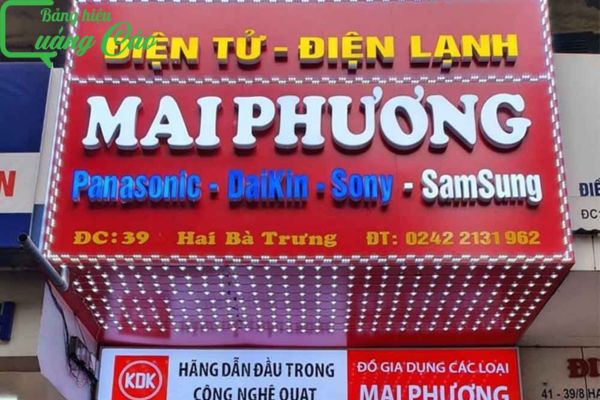 Bảng hiệu
Quảng Cáo
ĐIỆN TỬ - ĐIỆN LẠNH
MAI PHƯƠNG
Panasonic - DaiKin - Sony - SamSung
ĐC: 39 Hai Bà Trưng ĐT: 0242 2131 962
KDK
HÃNG DẪN ĐẦU TRONG
CÔNG NGHỆ QUẠT
ĐỒ GIA DỤNG CÁC LOẠI
MAI PHƯƠNG
ĐC:
41 - 39/8 HA